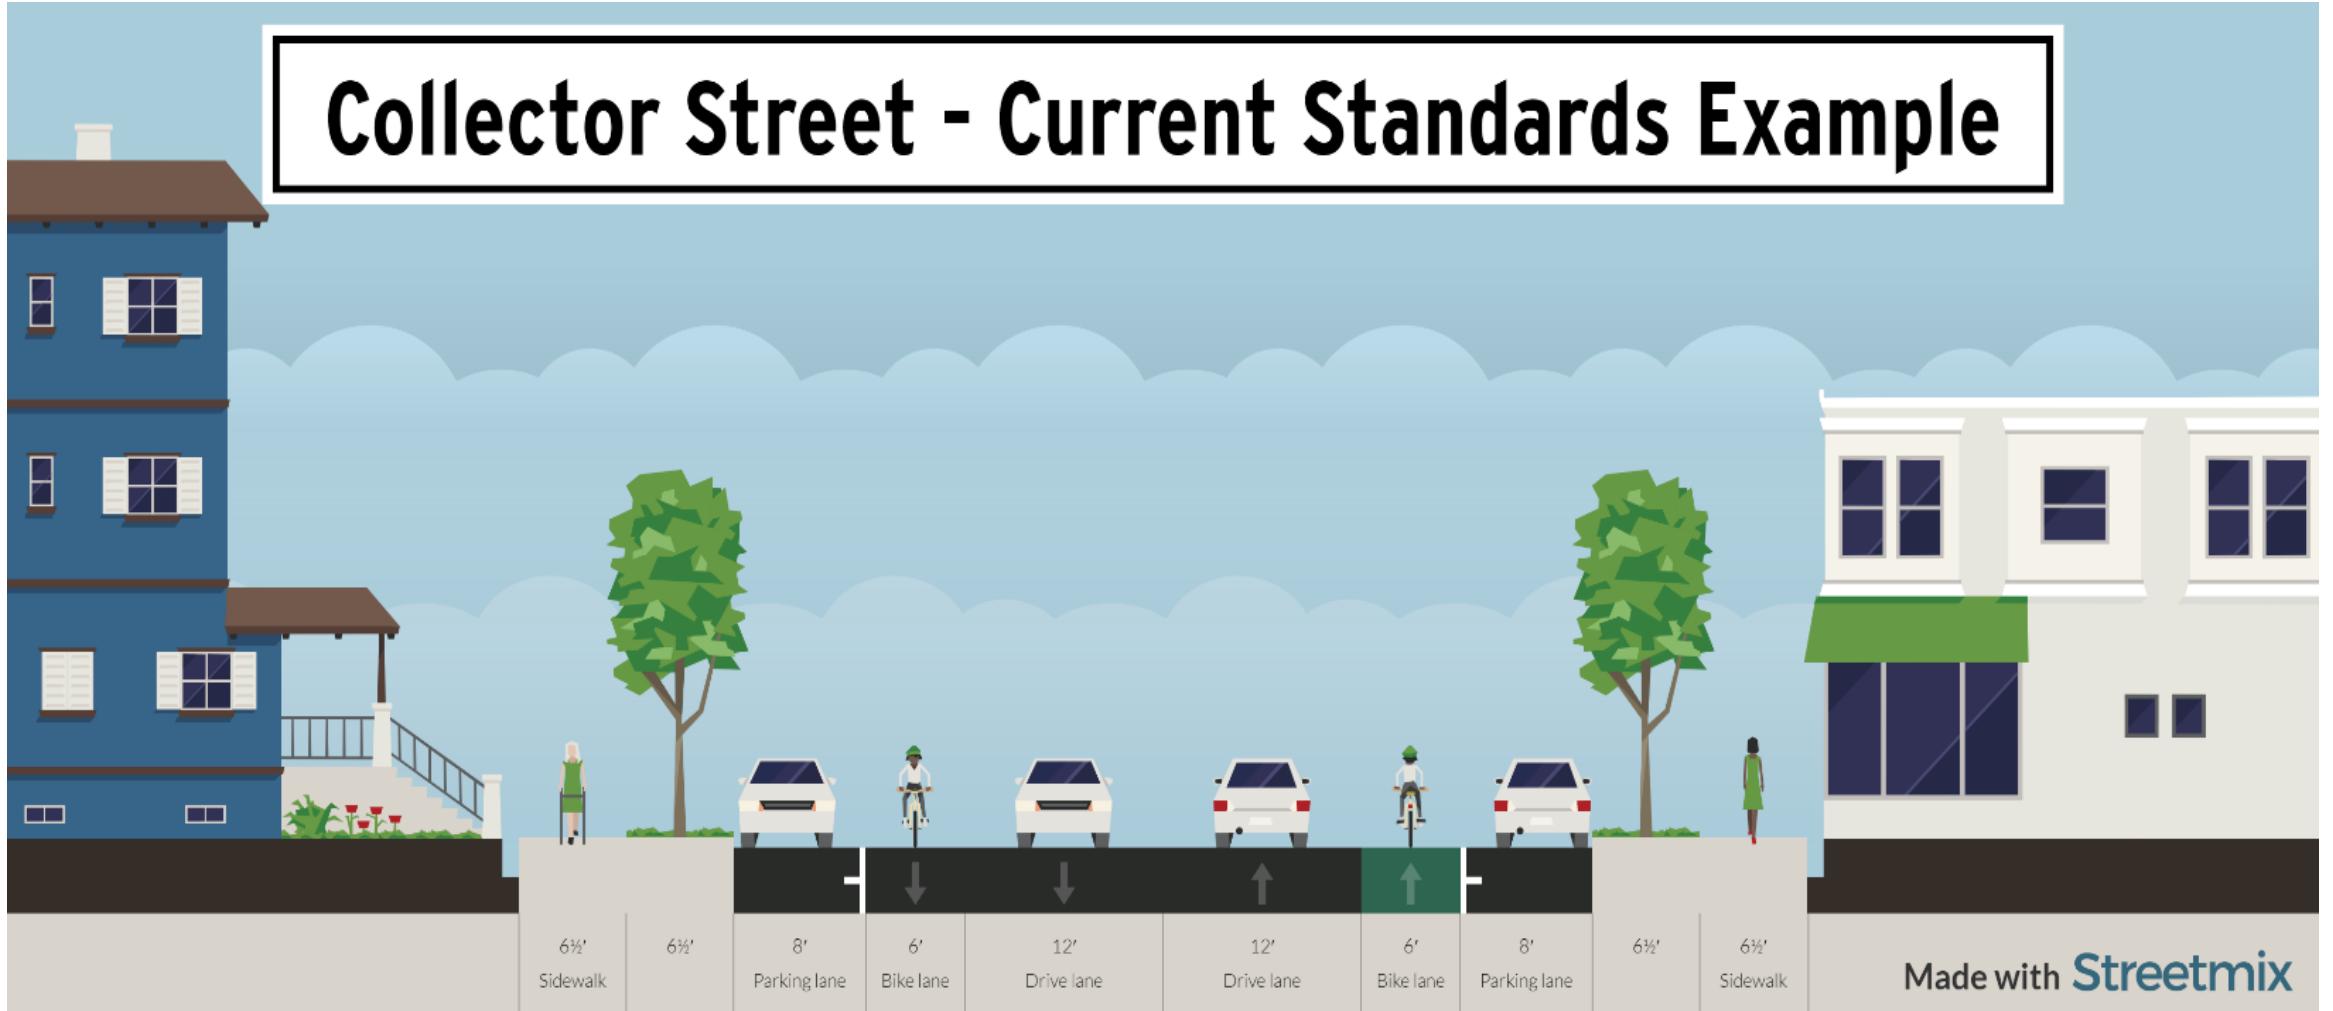 Collector Street - Current Standards Example
6½' 6½' 8' 6' 12' 12' 6' 8' 6½' 6½'
Sidewalk Parking lane Bike lane Drive lane Drive lane Bike lane Parking lane Sidewalk
Made with Streetmix